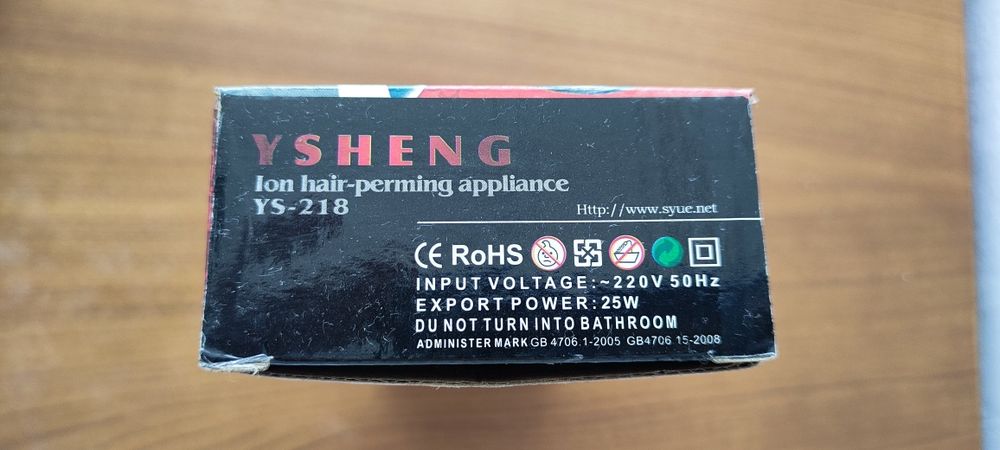 YSHENG
Ion hair-perming appliance
YS-218
Http://www.syue.net
CE RoHS
INPUT VOLTAGE:~220V 50Hz
EXPORT POWER: 25W
DO NOT TURN INTO BATHROOM
ADMINISTER MARK GB 4706.1-2005 GB4706 15-2008